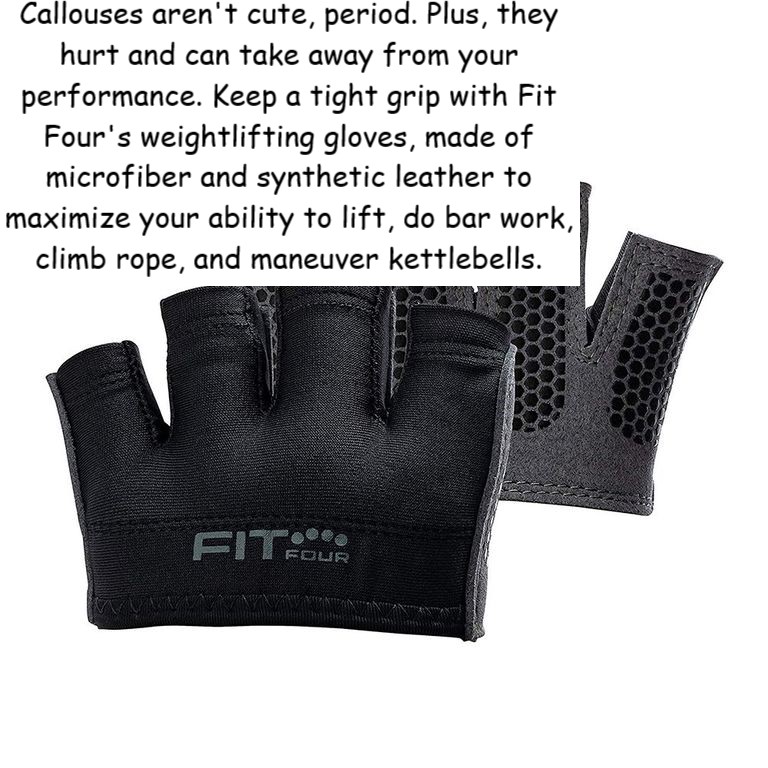 Callouses aren't cute, period. Plus, they
hurt and can take away from your
performance. Keep a tight grip with Fit
Four's weightlifting gloves, made of
microfiber and synthetic leather to
maximize your ability to lift, do bar work,
climb rope, and maneuver kettlebells.
FIT
FOUR